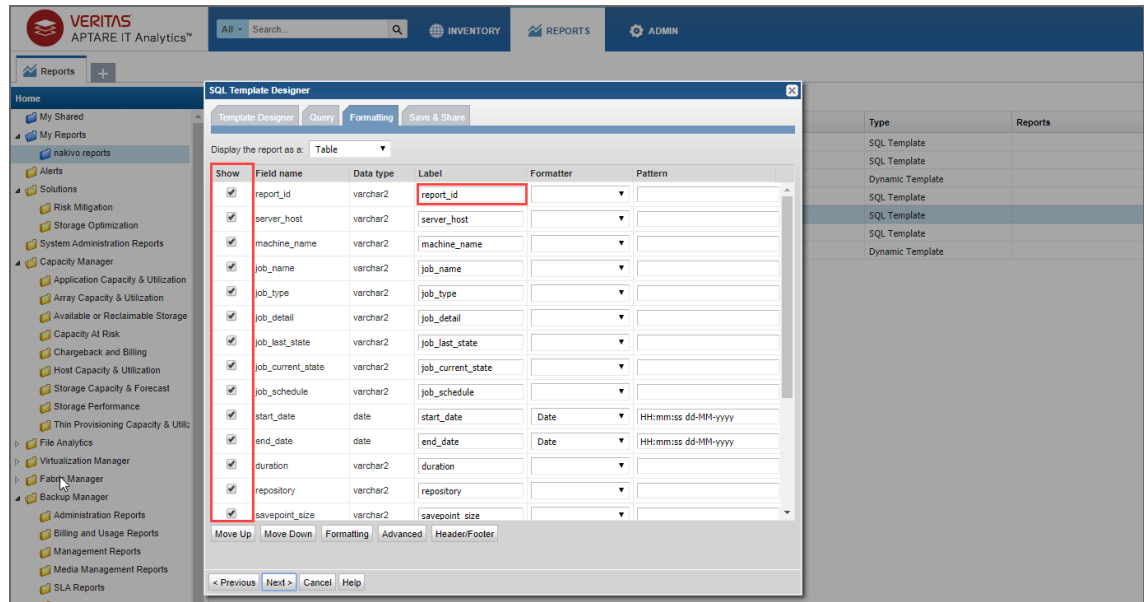 VERITAS
APTARE IT Analytics™
All Search... INVENTORY REPORTS ADMIN
Reports
Home
My Shared
My Reports
nakivo reports
Alerts
Solutions
Risk Mitigation
Storage Optimization
System Administration Reports
Capacity Manager
Application Capacity & Utilization
Array Capacity & Utilization
Available or Reclaimable Storage
Capacity At Risk
Chargeback and Billing
Host Capacity & Utilization
Storage Capacity & Forecast
Storage Performance
Thin Provisioning Capacity & Utiliz
File Analytics
Virtualization Manager
Fabric Manager
Backup Manager
Administration Reports
Billing and Usage Reports
Management Reports
Media Management Reports
SLA Reports
SQL Template Designer
Template Designer Query Formatting Save & Share
Display the report as a: Table
Show Field name Data type Label Formatter Pattern
report_id varchar2 report_id
server_host varchar2 server_host
machine_name varchar2 machine_name
job_name varchar2 job_name
job_type varchar2 job_type
job_detail varchar2 job_detail
job_last_state varchar2 job_last_state
job_current_state varchar2 job_current_state
job_schedule varchar2 job_schedule
start_date date start_date Date HH:mm:ss dd-MM-yyyy
end_date date end_date Date HH:mm:ss dd-MM-yyyy
duration varchar2 duration
repository varchar2 repository
savepoint_size varchar2 savepoint_size
Move Up Move Down Formatting Advanced Header/Footer
< Previous Next > Cancel Help
Type Reports
SQL Template
SQL Template
Dynamic Template
SQL Template
SQL Template
SQL Template
Dynamic Template